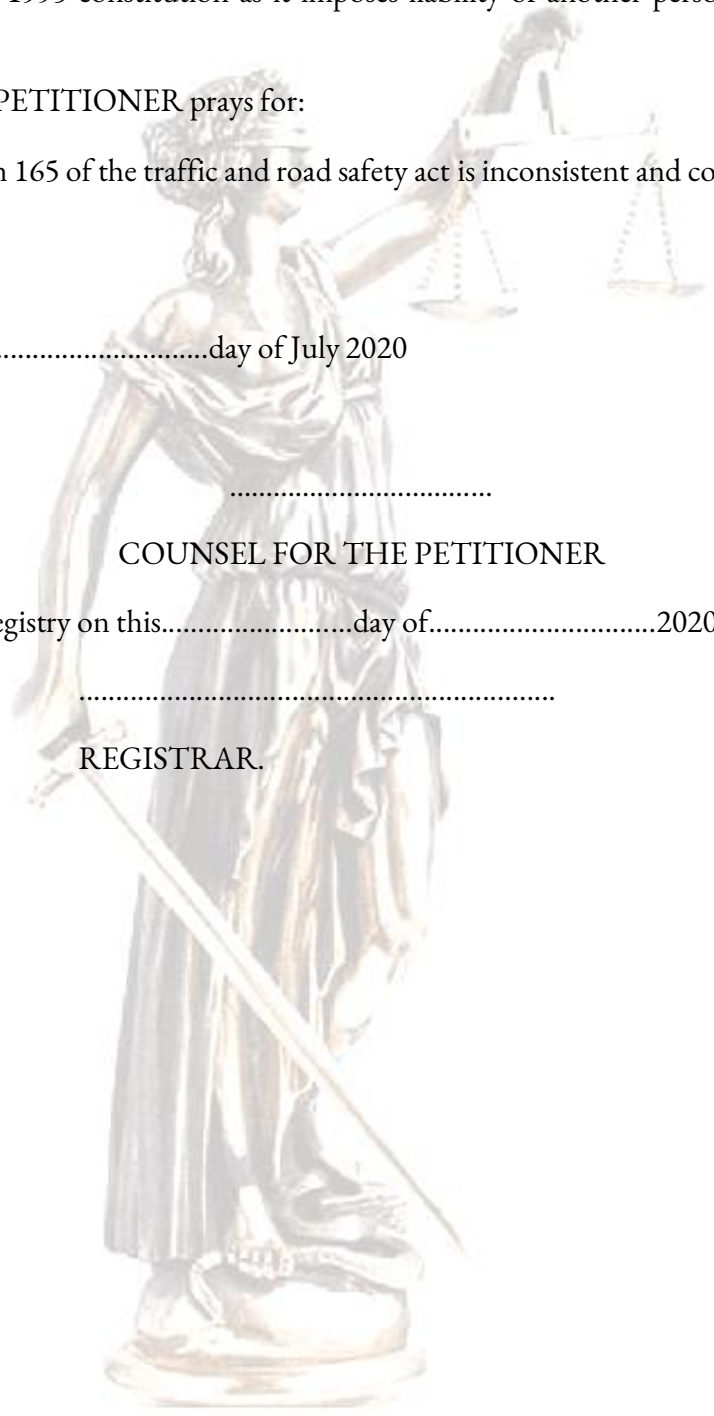 1995 constitution as it imposes liability of another perso
PETITIONER prays for:
n 165 of the traffic and road safety act is inconsistent and co
..............................day of July 2020
....................................
COUNSEL FOR THE PETITIONER
egistry on this..........................day of...............................2020
.................................................................
REGISTRAR.